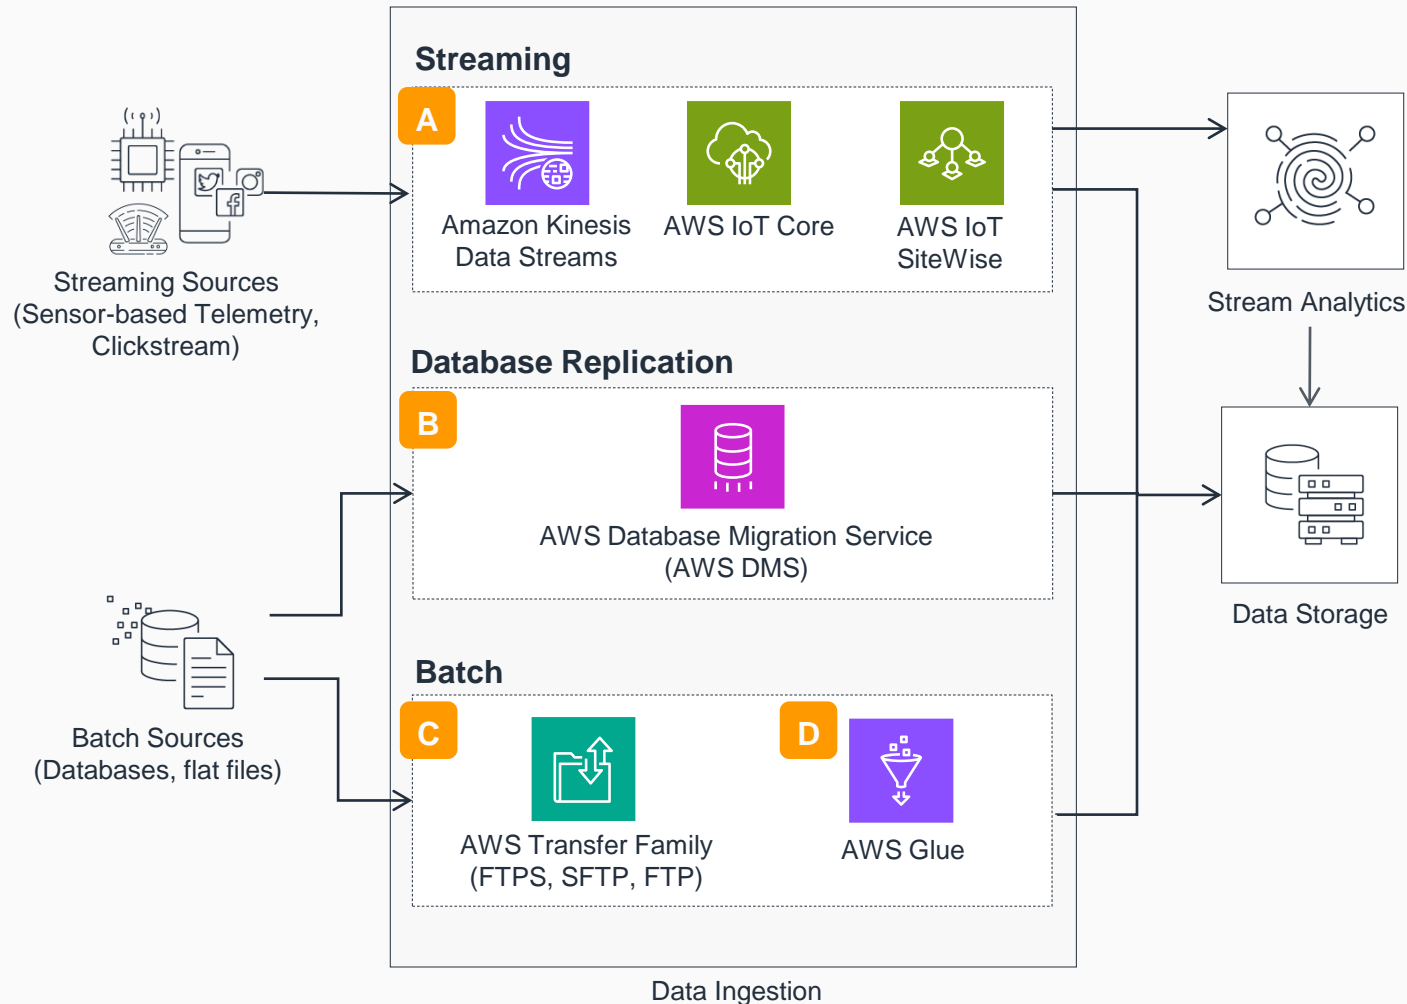 Streaming
A
Amazon Kinesis
Data Streams
AWS IoT Core
AWS IoT
SiteWise
Streaming Sources
(Sensor-based Telemetry,
Clickstream)
Stream Analytics
Database Replication
B
AWS Database Migration Service
(AWS DMS)
Data Storage
Batch Sources
(Databases, flat files)
Batch
C
AWS Transfer Family
(FTPS, SFTP, FTP)
D
AWS Glue
Data Ingestion